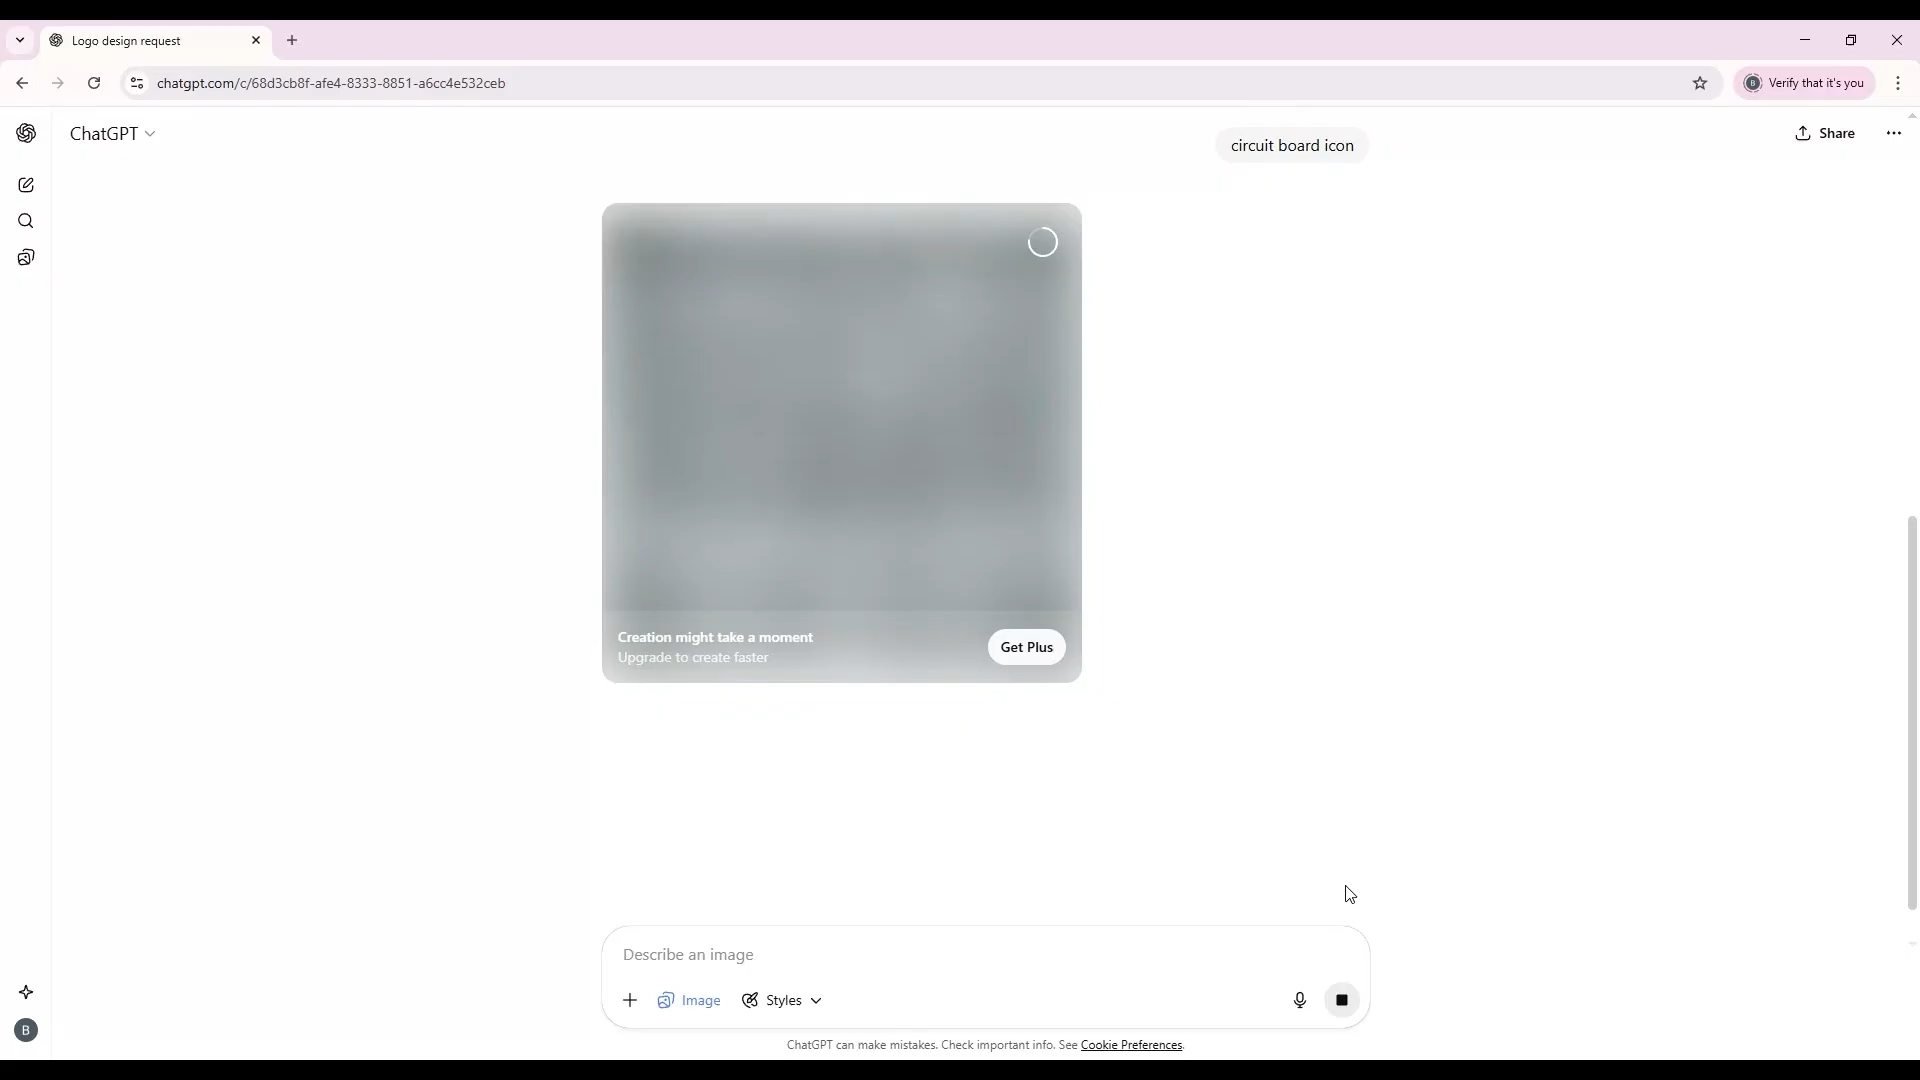 Logo design request
chatgpt.com/c/68d3cb8f-afe4-8333-8851-a6cc4e532ceb
B
Verify that it's you
ChatGPT
Share
circuit board icon
Creation might take a moment
Upgrade to create faster
Get Plus
Describe an image
Image
Styles
B
ChatGPT can make mistakes. Check important info. See Cookie Preferences.